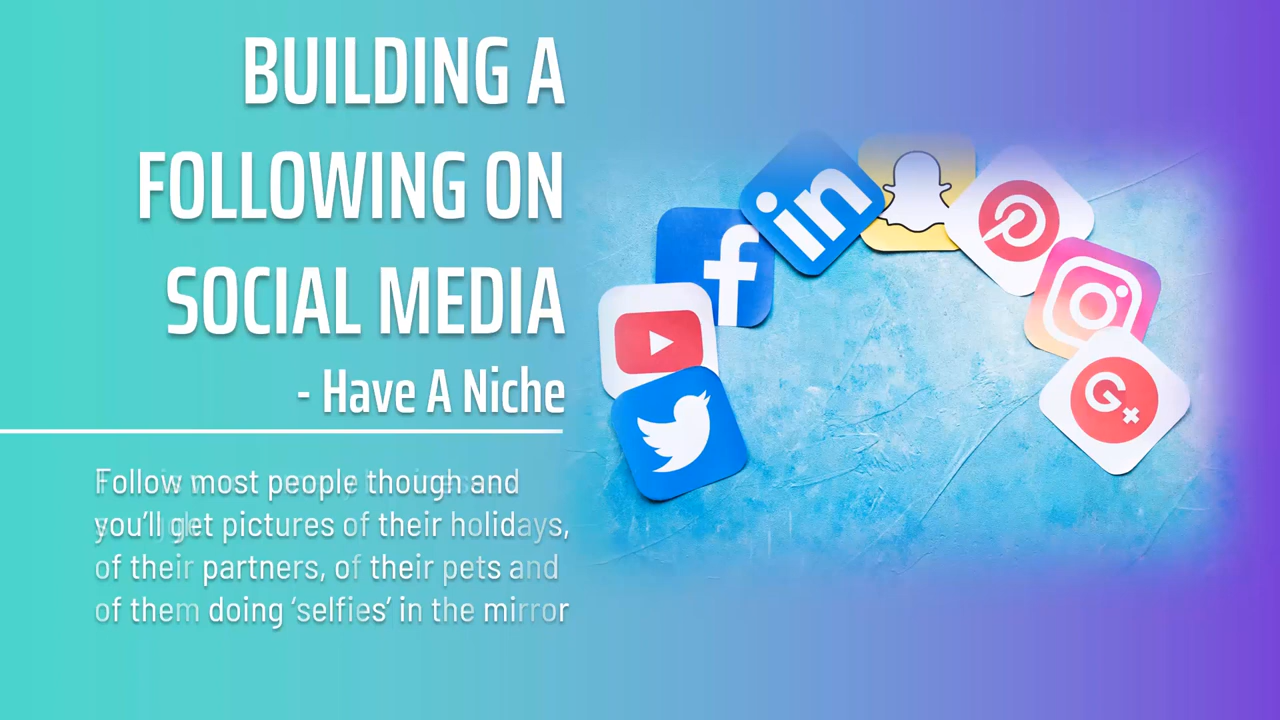 BUILDING A
FOLLOWING ON
SOCIAL MEDIA
- Have A Niche
Follow most people though and
you'll get pictures of their holidays,
of their partners, of their pets and
of them doing ‘selfies’ in the mirror
f
in
G+